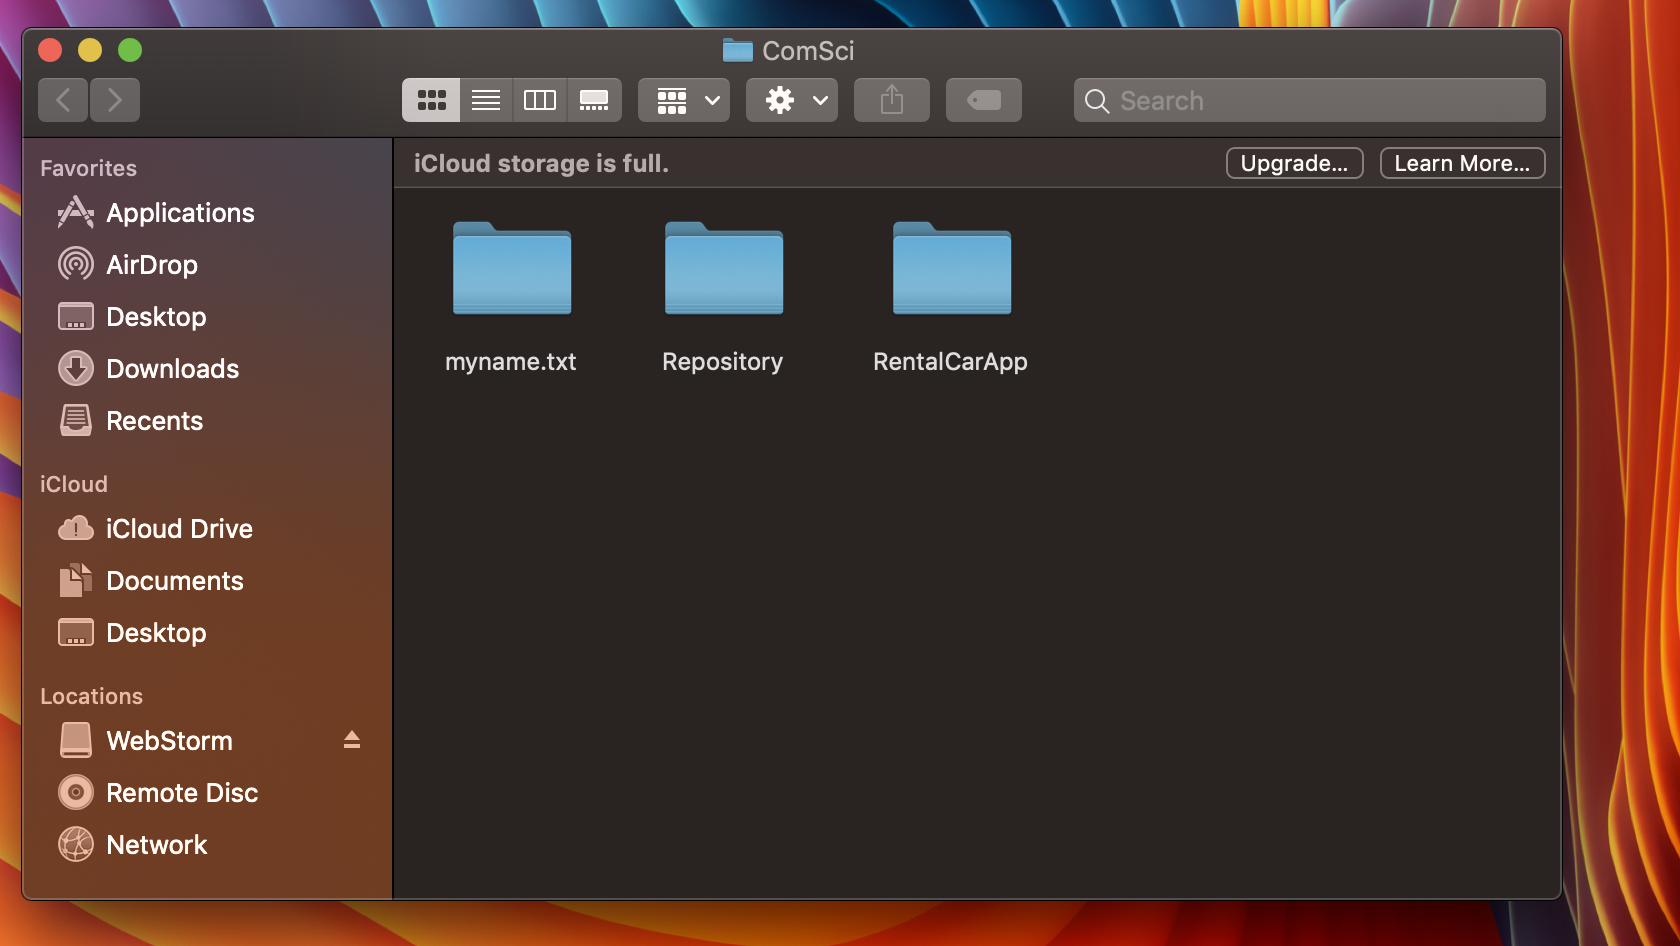 ComSci
Search
Favorites
Applications
AirDrop
Desktop
Downloads
Recents
iCloud
iCloud Drive
Documents
Desktop
Locations
WebStorm
Remote Disc
Network
iCloud storage is full.
Upgrade...
Learn More...
myname.txt
Repository
RentalCarApp